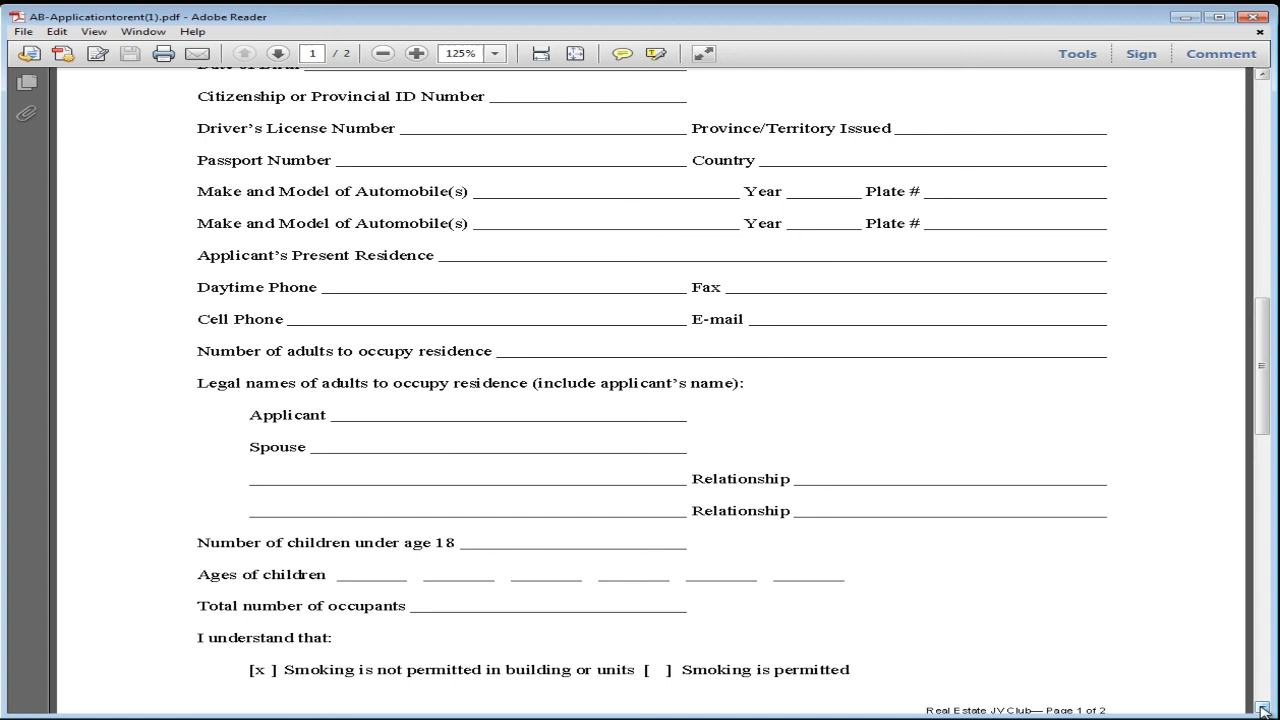 AB-Applicationtorent(1).pdf - Adobe Reader
File Edit View Window Help
1 / 2 125% Tools Sign Comment
Date of Birth
Citizenship or Provincial ID Number
Driver's License Number Province/Territory Issued
Passport Number Country
Make and Model of Automobile(s) Year Plate #
Make and Model of Automobile(s) Year Plate #
Applicant's Present Residence
Daytime Phone Fax
Cell Phone E-mail
Number of adults to occupy residence
Legal names of adults to occupy residence (include applicant's name):
Applicant
Spouse
Relationship
Relationship
Number of children under age 18
Ages of children
Total number of occupants
I understand that:
[x ] Smoking is not permitted in building or units [ ] Smoking is permitted
Real Estate JV Club— Page 1 of 2